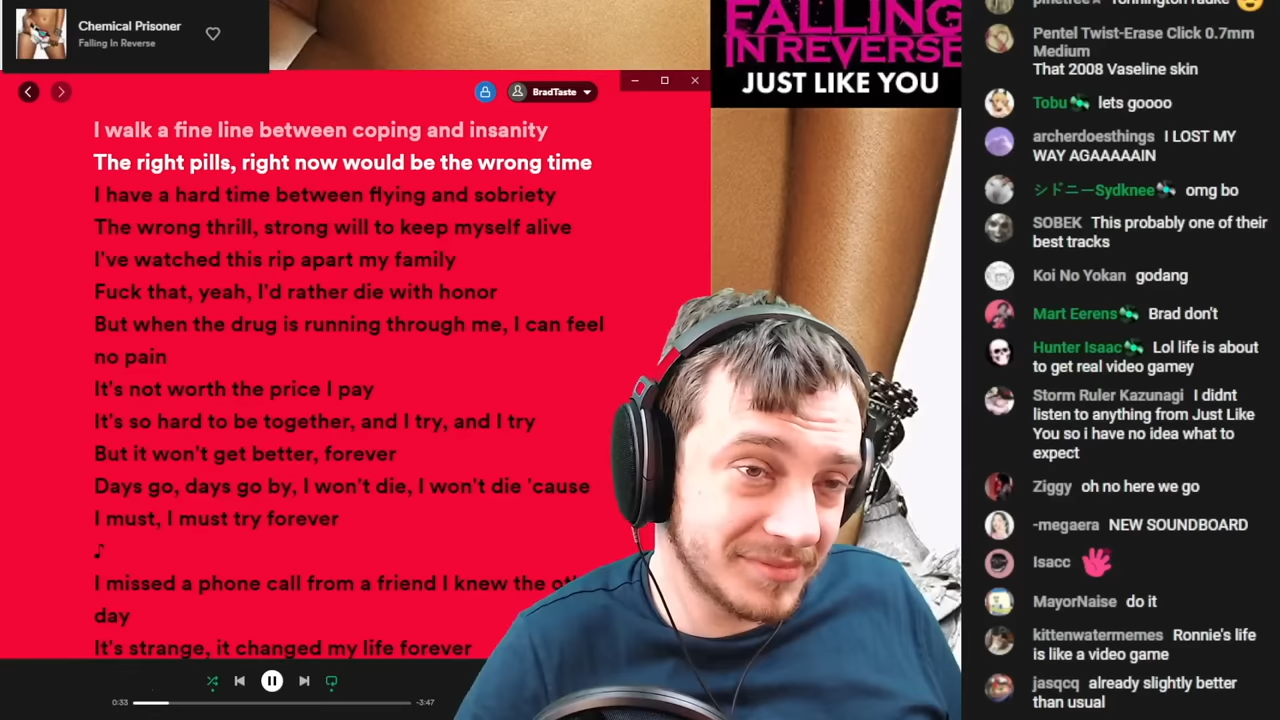 Chemical Prisoner
Falling In Reverse
BradTaste
I walk a fine line between coping and insanity
The right pills, right now would be the wrong time
I have a hard time between flying and sobriety
The wrong thrill, strong will to keep myself alive
I've watched this rip apart my family
Fuck that, yeah, I'd rather die with honor
But when the drug is running through me, I can feel
no pain
It's not worth the price I pay
It's so hard to be together, and I try, and I try
But it won't get better, forever
Days go, days go by, I won't die, I won't die 'cause
I must, I must try forever
♪
I missed a phone call from a friend I knew the
day
It's strange, it changed my life forever
0:33
-3:47
FALLING
IN REVERSE
JUST LIKE YOU
Pentel Twist-Erase Click 0.7mm
Medium
That 2008 Vaseline skin
Tobu lets goooo
archerdoesthings I LOST MY
WAY AGAAAAAIN
シドニーSydknee omg bo
SOBEK This probably one of their
best tracks
Koi No Yokan godang
Mart Eerens Brad don't
Hunter Isaac Lol life is about
to get real video gamey
Storm Ruler Kazunagi I didnt
listen to anything from Just Like
You so i have no idea what to
expect
Ziggy oh no here we go
-megaera NEW SOUNDBOARD
Isacc
MayorNaise do it
kittenwatermemes Ronnie's life
is like a video game
jasqcq already slightly better
than usual